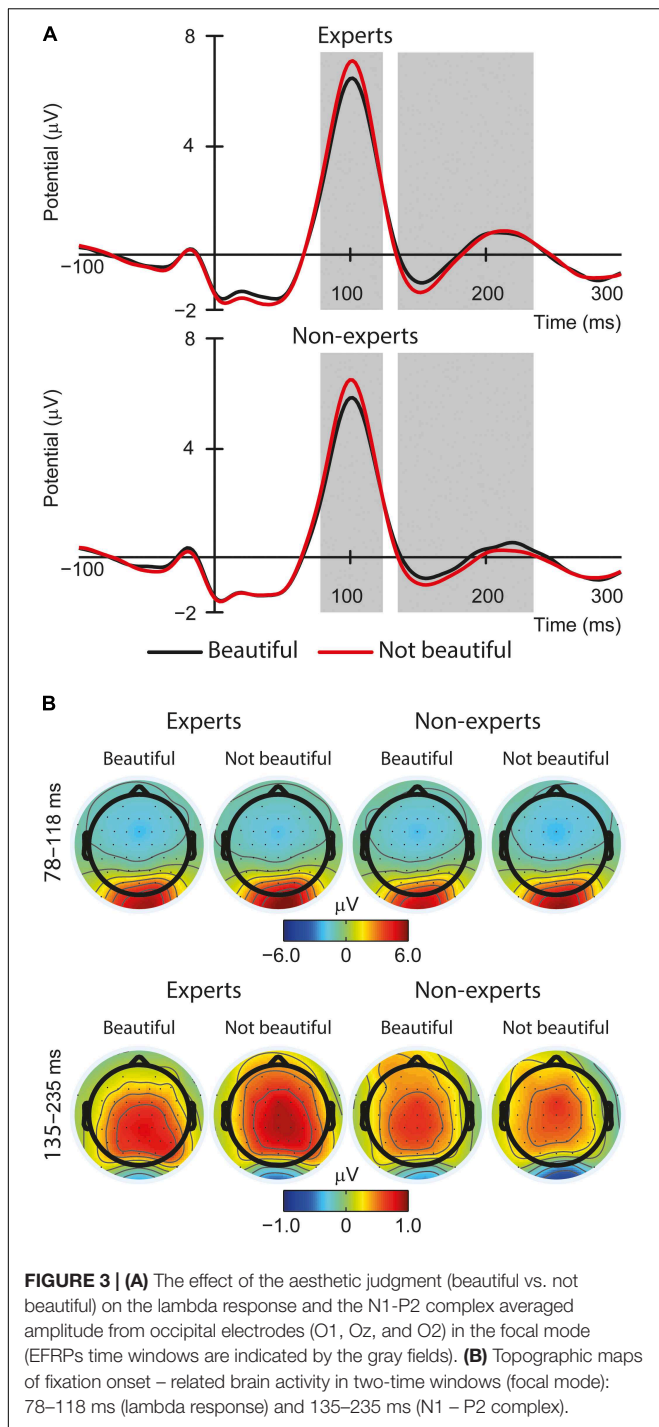 A
Experts
8
4
−2
Potential (μV)
−100
100
200
300
Time (ms)
Non-experts
8
4
−2
Potential (μV)
−100
100
200
300
Time (ms)
Beautiful Not beautiful
B
Experts Non-experts
Beautiful Not beautiful Beautiful Not beautiful
78–118 ms
μV
−6.0 0 6.0
Experts Non-experts
Beautiful Not beautiful Beautiful Not beautiful
135–235 ms
μV
−1.0 0 1.0
FIGURE 3 | (A) The effect of the aesthetic judgment (beautiful vs. not
beautiful) on the lambda response and the N1-P2 complex averaged
amplitude from occipital electrodes (O1, Oz, and O2) in the focal mode
(EFRPs time windows are indicated by the gray fields). (B) Topographic maps
of fixation onset – related brain activity in two-time windows (focal mode):
78–118 ms (lambda response) and 135–235 ms (N1 – P2 complex).